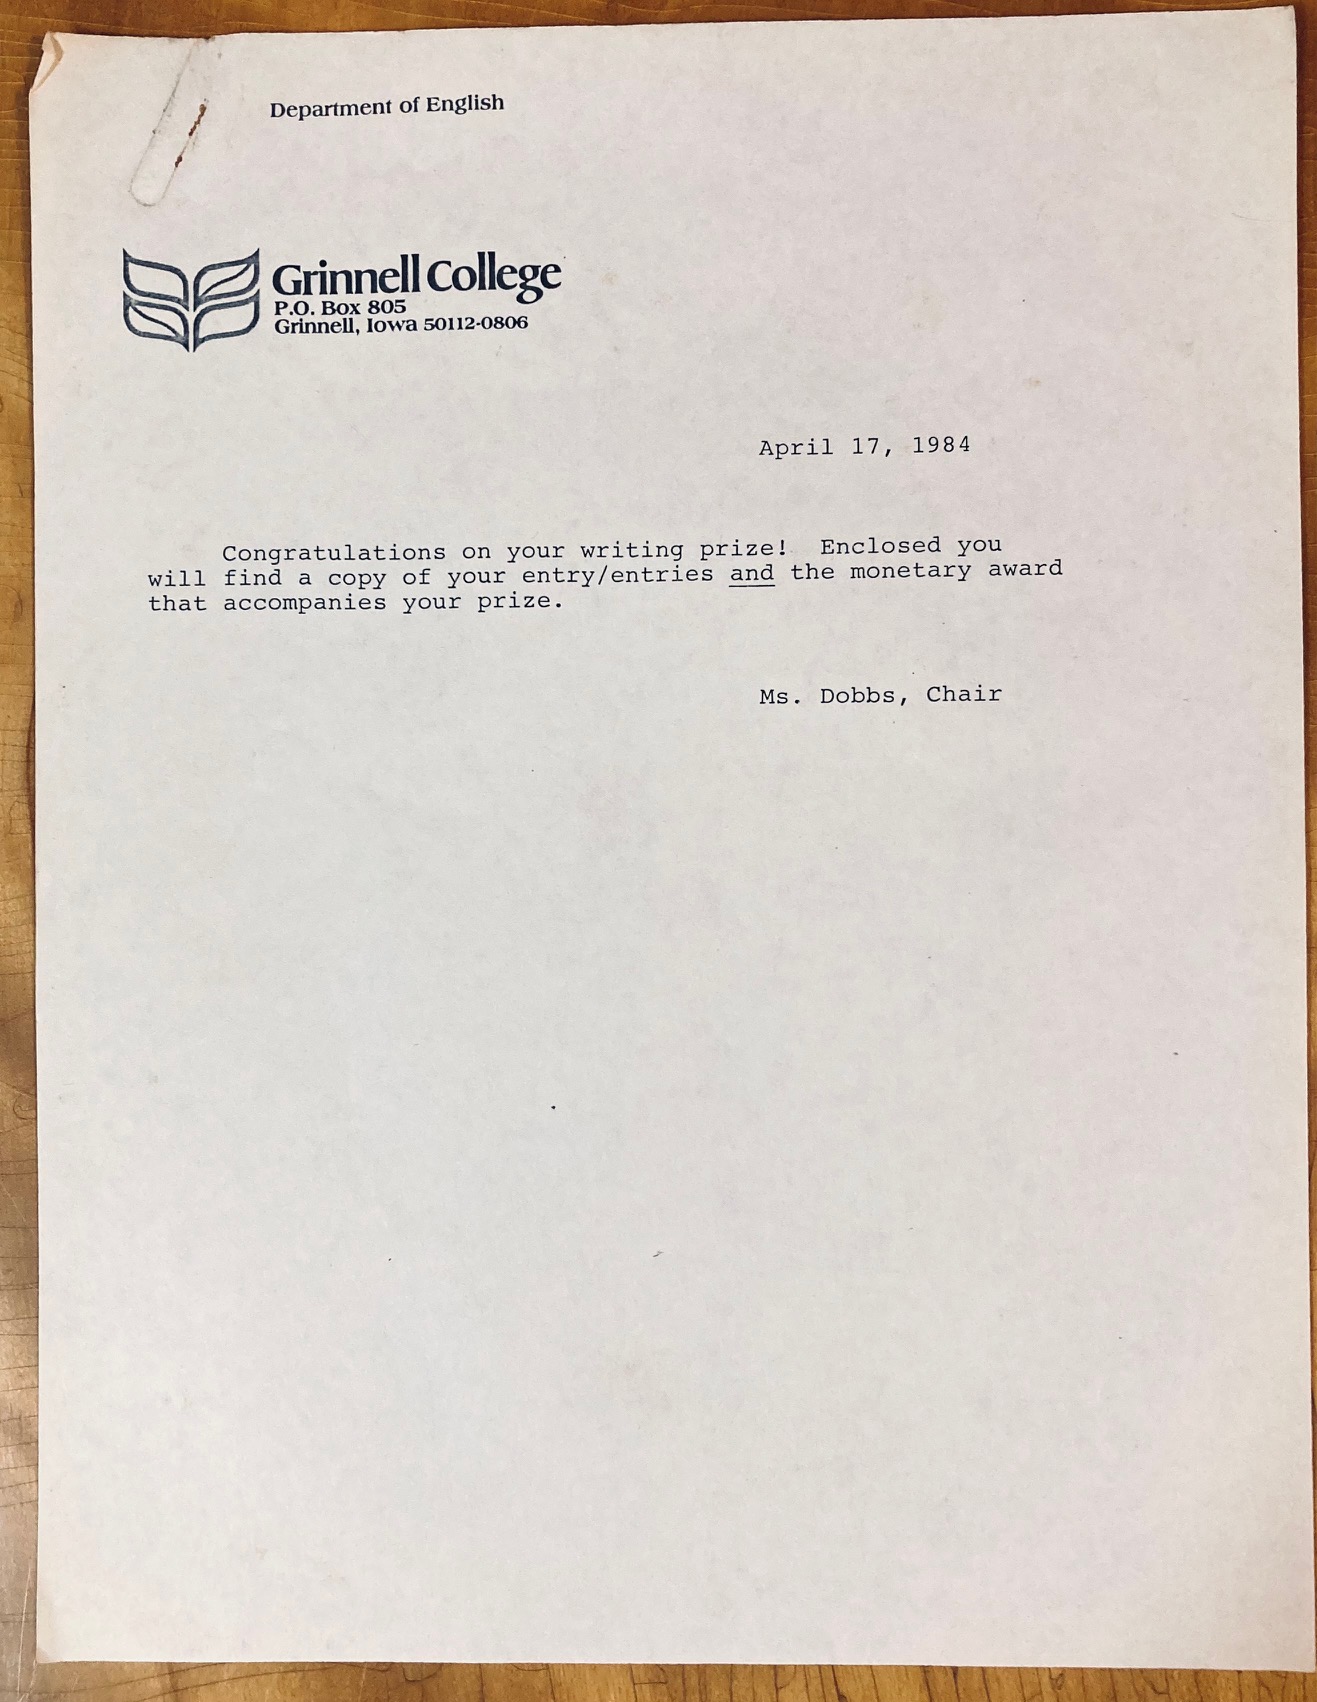 Department of English
Grinnell College
P.O. Box 805
Grinnell, Iowa 50112-0806
April 17, 1984
Congratulations on your writing prize! Enclosed you
will find a copy of your entry/entries and the monetary award
that accompanies your prize.
Ms. Dobbs, Chair